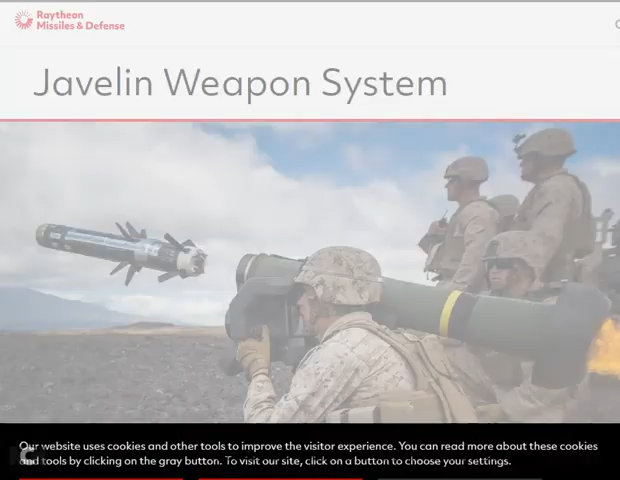 Raytheon
Missiles & Defense
Javelin Weapon System
Our website uses cookies and other tools to improve the visitor experience. You can read more about these cookies
and tools by clicking on the gray button. To visit our site, click on a button to choose your settings.